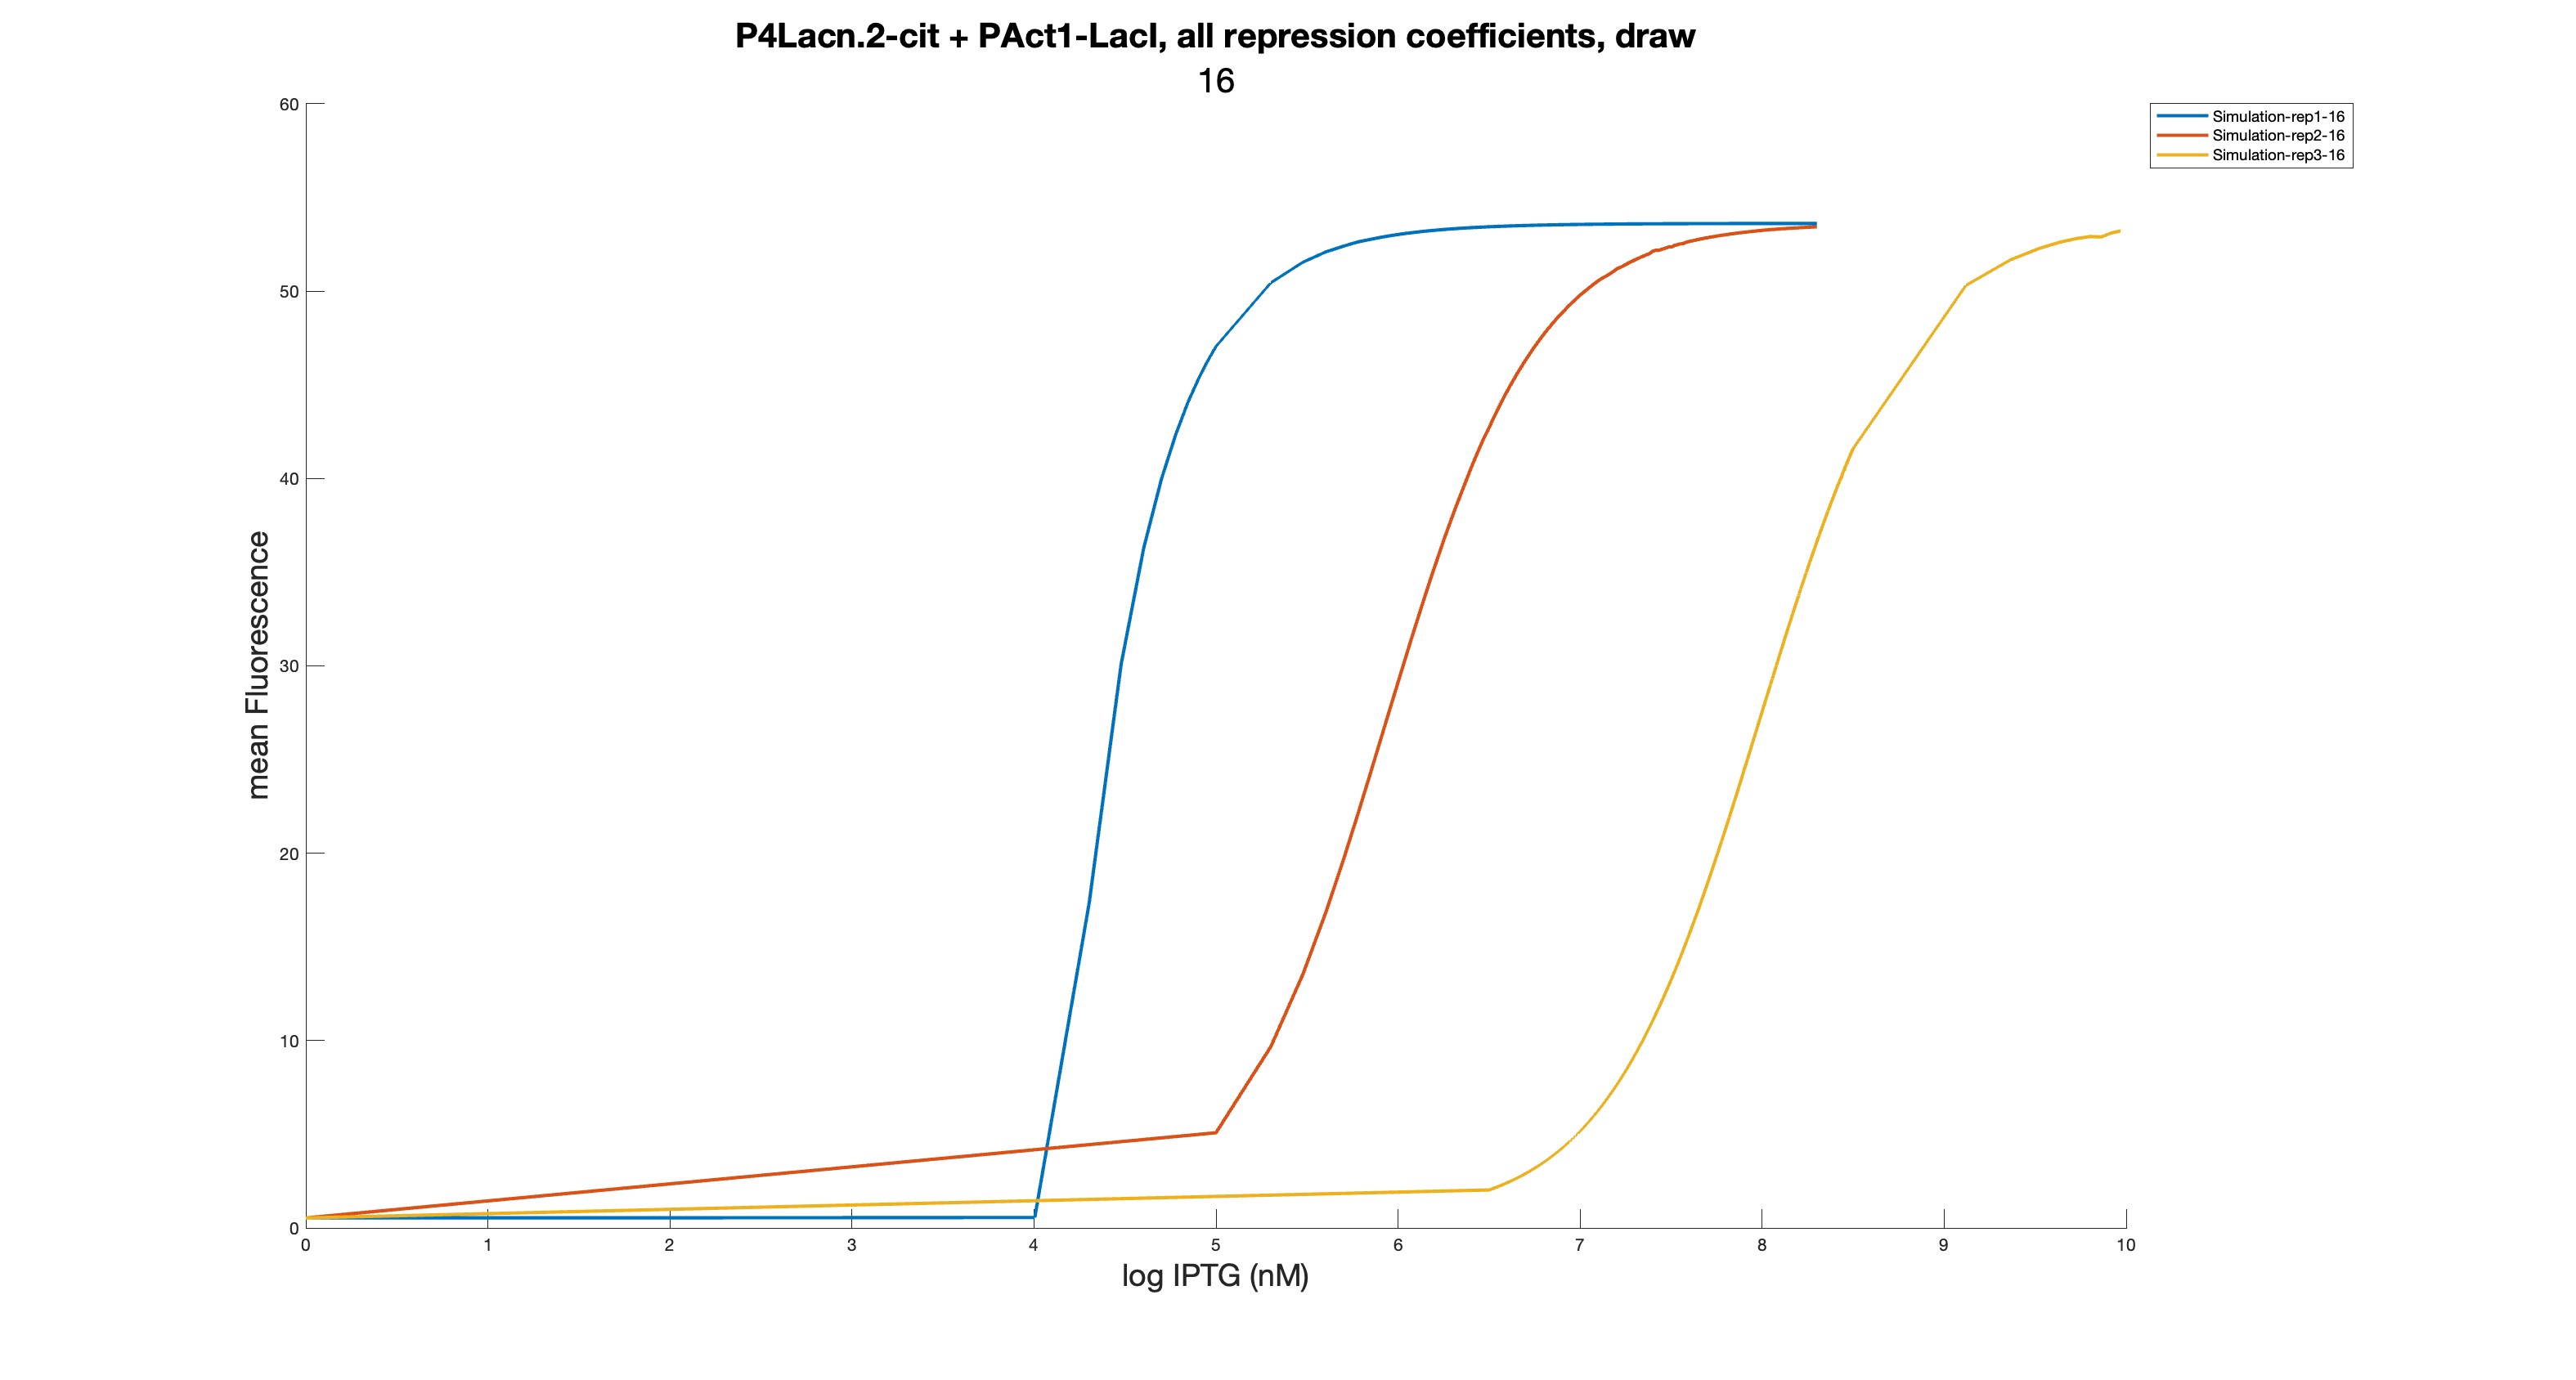 P4Lacn.2-cit + PAct1-LacI, all repression coefficients, draw
16
Simulation-rep1-16
Simulation-rep2-16
Simulation-rep3-16
mean Fluorescence
60
50
40
30
20
10
0
0 1 2 3 4 5 6 7 8 9 10
log IPTG (nM)